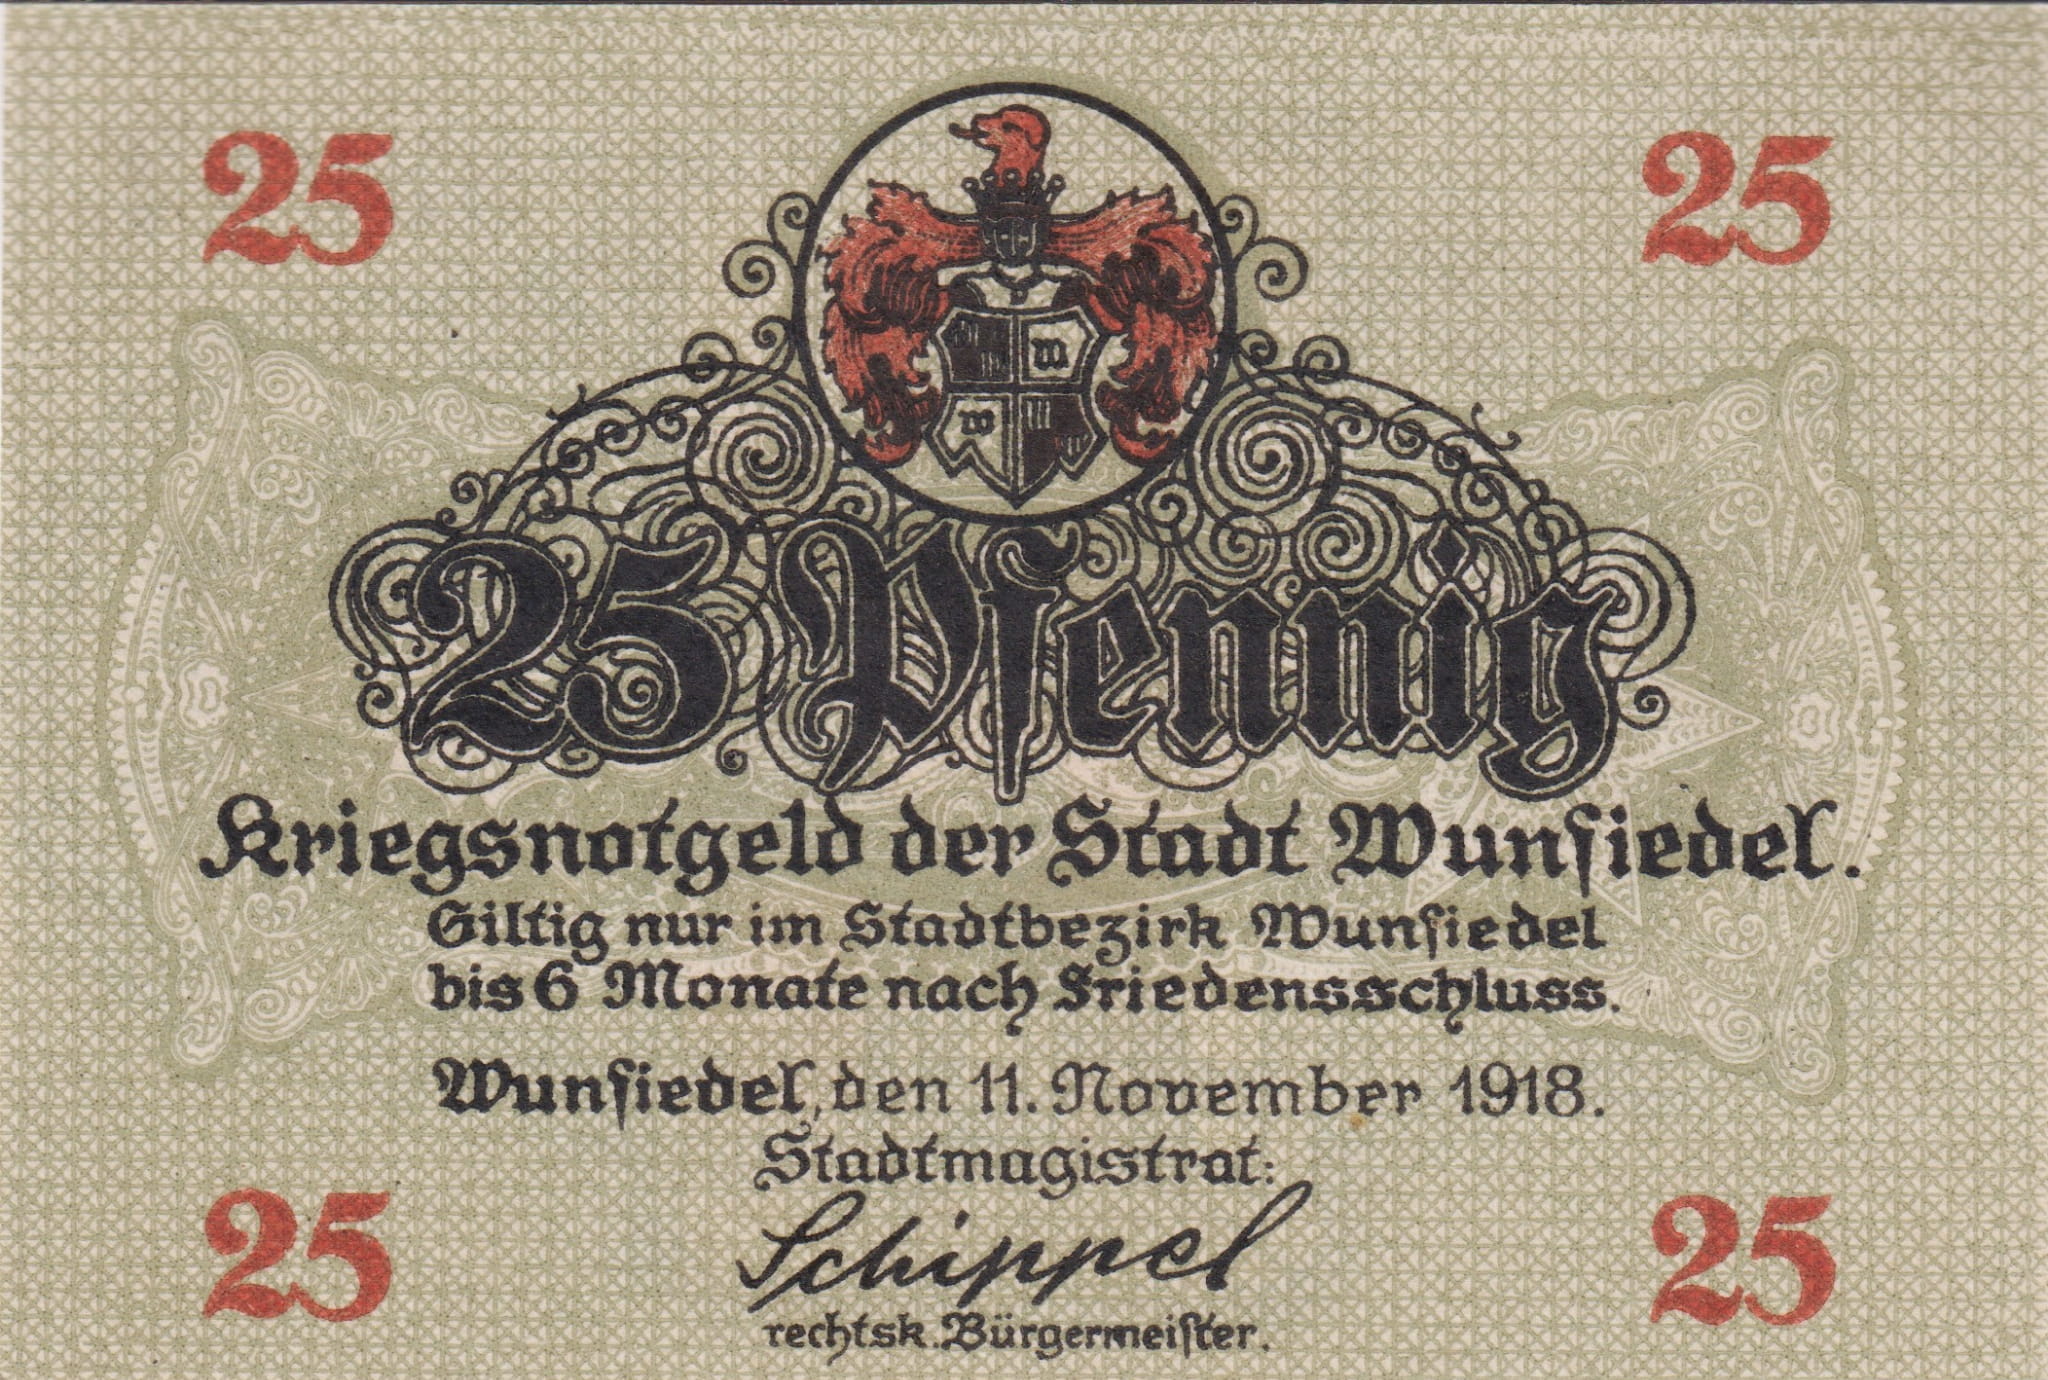 25 25
m
w
25 Pfennig
Kriegsnotgeld der Stadt Wunsiedel.
Giltig nur im Stadtbezirk Wunsiedel
bis 6 Monate nach Friedensschluss.
Wunsiedel, den 11. November 1918.
Stadtmagistrat:
Schippel
rechtsk. Bürgermeister.
25 25